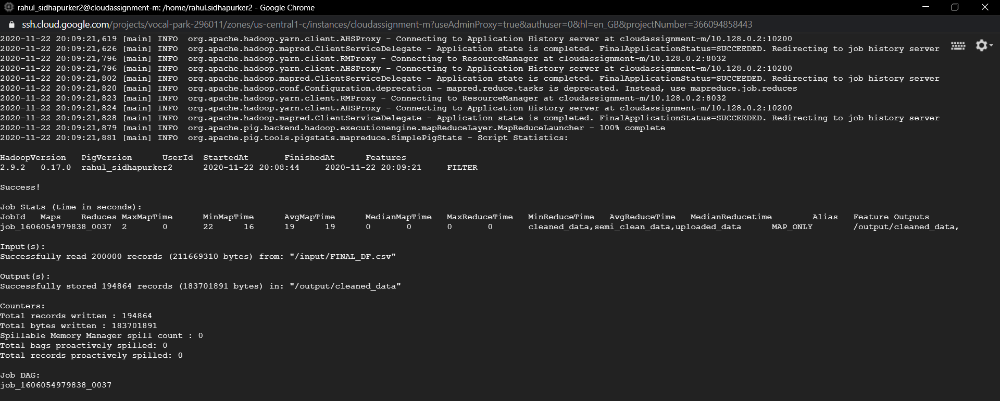 rahul_sidhapurker2@cloudassignment-m: /home/rahul.sidhapurker2 - Google Chrome
ssh.cloud.google.com/projects/vocal-park-296011/zones/us-central1-c/instances/cloudassignment-m?useAdminProxy=true&authuser=0&hl=en_GB&projectNumber=366094858443
2020-11-22 20:09:21,619 [main] INFO  org.apache.hadoop.yarn.client.AHSProxy - Connecting to Application History server at cloudassignment-m/10.128.0.2:10200
2020-11-22 20:09:21,626 [main] INFO  org.apache.hadoop.mapred.ClientServiceDelegate - Application state is completed. FinalApplicationStatus=SUCCEEDED. Redirecting to job history server
2020-11-22 20:09:21,796 [main] INFO  org.apache.hadoop.yarn.client.RMProxy - Connecting to ResourceManager at cloudassignment-m/10.128.0.2:8032
2020-11-22 20:09:21,796 [main] INFO  org.apache.hadoop.yarn.client.AHSProxy - Connecting to Application History server at cloudassignment-m/10.128.0.2:10200
2020-11-22 20:09:21,802 [main] INFO  org.apache.hadoop.mapred.ClientServiceDelegate - Application state is completed. FinalApplicationStatus=SUCCEEDED. Redirecting to job history server
2020-11-22 20:09:21,820 [main] INFO  org.apache.hadoop.conf.Configuration.deprecation - mapred.reduce.tasks is deprecated. Instead, use mapreduce.job.reduces
2020-11-22 20:09:21,823 [main] INFO  org.apache.hadoop.yarn.client.RMProxy - Connecting to ResourceManager at cloudassignment-m/10.128.0.2:8032
2020-11-22 20:09:21,824 [main] INFO  org.apache.hadoop.yarn.client.AHSProxy - Connecting to Application History server at cloudassignment-m/10.128.0.2:10200
2020-11-22 20:09:21,828 [main] INFO  org.apache.hadoop.mapred.ClientServiceDelegate - Application state is completed. FinalApplicationStatus=SUCCEEDED. Redirecting to job history server
2020-11-22 20:09:21,879 [main] INFO  org.apache.pig.backend.hadoop.executionengine.mapReduceLayer.MapReduceLauncher - 100% complete
2020-11-22 20:09:21,881 [main] INFO  org.apache.pig.tools.pigstats.mapreduce.SimplePigStats - Script Statistics:
HadoopVersion   PigVersion      UserId  StartedAt       FinishedAt      Features
2.9.2   0.17.0  rahul_sidhapurker2      2020-11-22 20:08:44     2020-11-22 20:09:21     FILTER
Success!
Job Stats (time in seconds):
JobId   Maps    Reduces MaxMapTime      MinMapTime      AvgMapTime      MedianMapTime   MaxReduceTime   MinReduceTime   AvgReduceTime   MedianReducetime        Alias   Feature Outputs
job_1606054979838_0037  2       0       22      16      19      19      0       0       0       0       cleaned_data,semi_clean_data,uploaded_data      MAP_ONLY        /output/cleaned_data,
Input(s):
Successfully read 200000 records (211669310 bytes) from: "/input/FINAL_DF.csv"
Output(s):
Successfully stored 194864 records (183701891 bytes) in: "/output/cleaned_data"
Counters:
Total records written : 194864
Total bytes written : 183701891
Spillable Memory Manager spill count : 0
Total bags proactively spilled: 0
Total records proactively spilled: 0
Job DAG:
job_1606054979838_0037